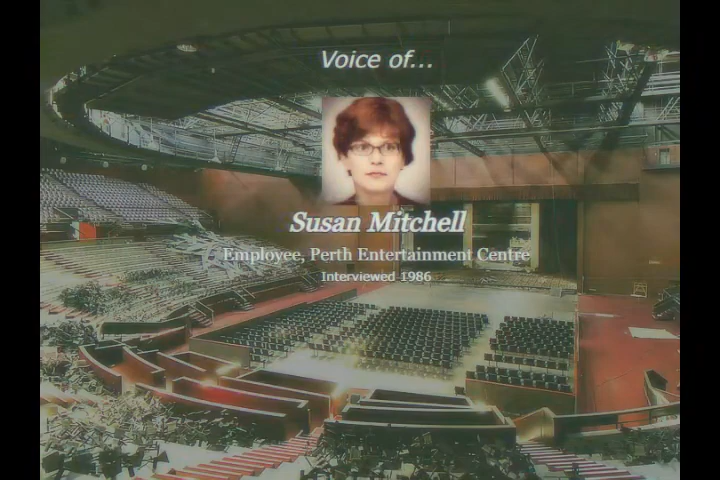 Voice of...
Susan Mitchell
Employee, Perth Entertainment Centre
Interviewed 1986